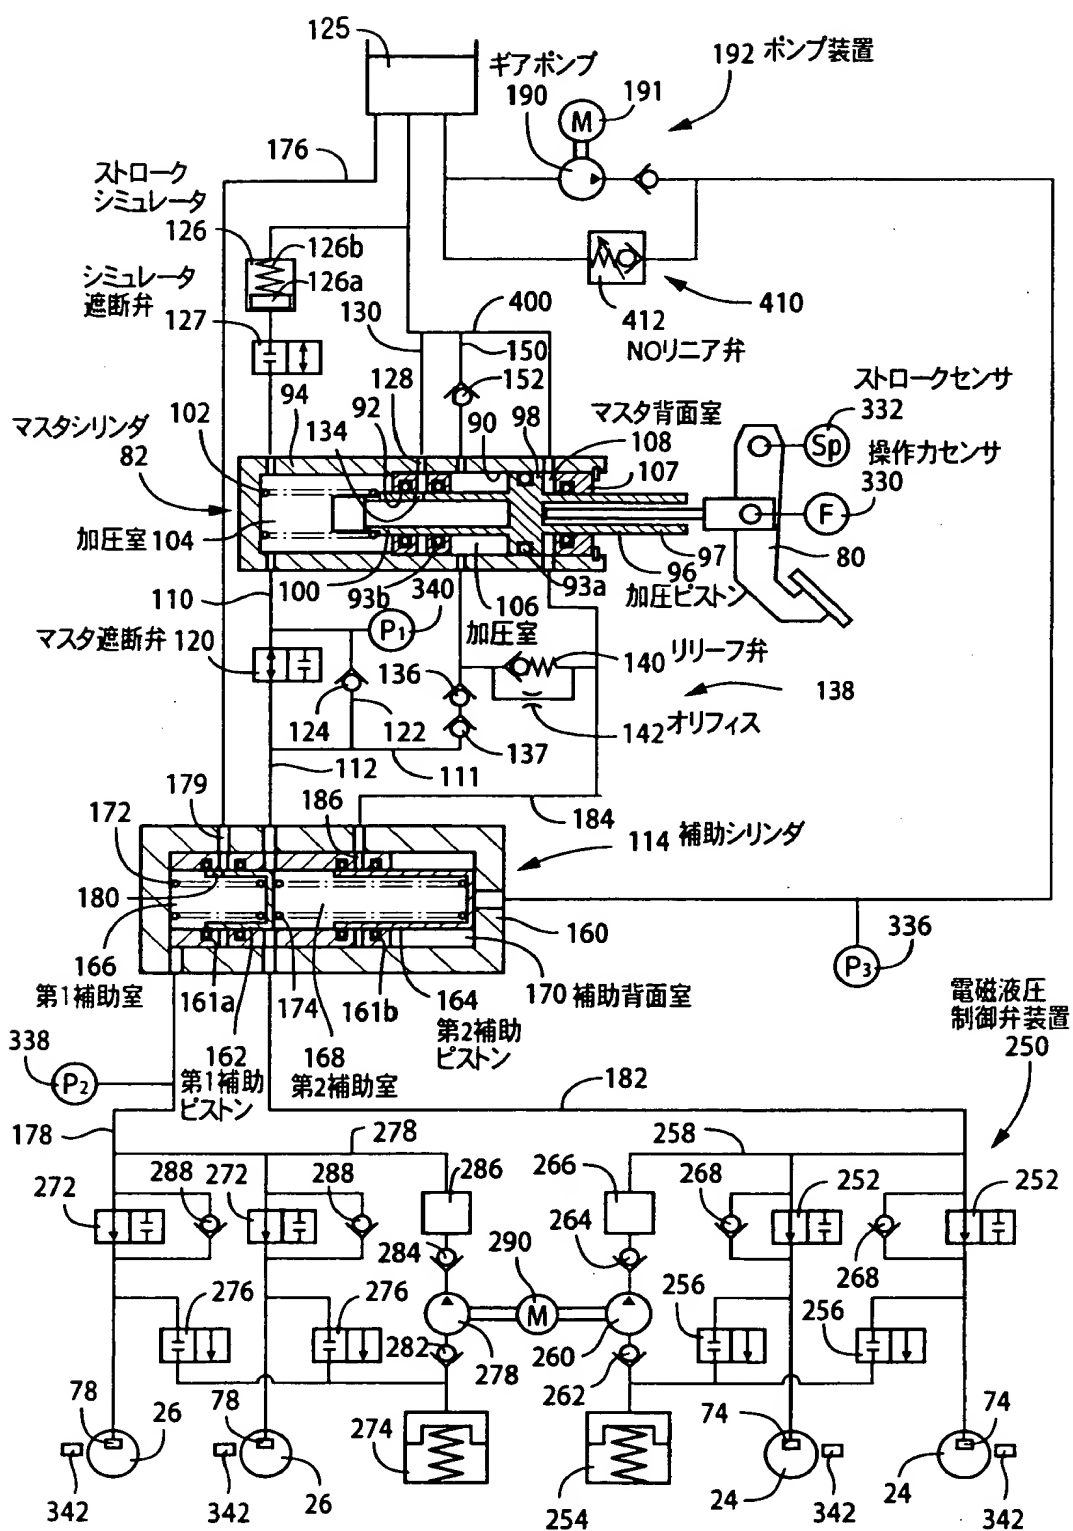 125
ギアポンプ
190
191
192 ポンプ装置
M
176
ストローク
シミュレータ
126
126b
126a
シミュレータ
遮断弁
127
410
412
NOリニア弁
400
130
150
152
128
94
92
134
90
98
マスタ背面室
108
107
ストロークセンサ
332
Sp
操作力センサ
330
F
マスタシリンダ
82
102
加圧室 104
100
93b
340
106
加圧室
93a
96
97
加圧ピストン
80
110
P1
マスタ遮断弁 120
124
122
136
137
140 リリーフ弁
138
142 オリフィス
112
111
179
186
184
172
180
166
第1補助室
114 補助シリンダ
160
336
P3
161a
174
161b
164
第2補助
ピストン
170 補助背面室
162
第1補助
ピストン
168
第2補助室
338
P2
電磁液圧
制御弁装置
250
182
178
278
258
272
288
272
288
286
266
268
252
252
284
264
290
268
276
276
M
256
256
282
278
260
262
78
26
78
26
274
254
74
24
74
24
342
342
342
342